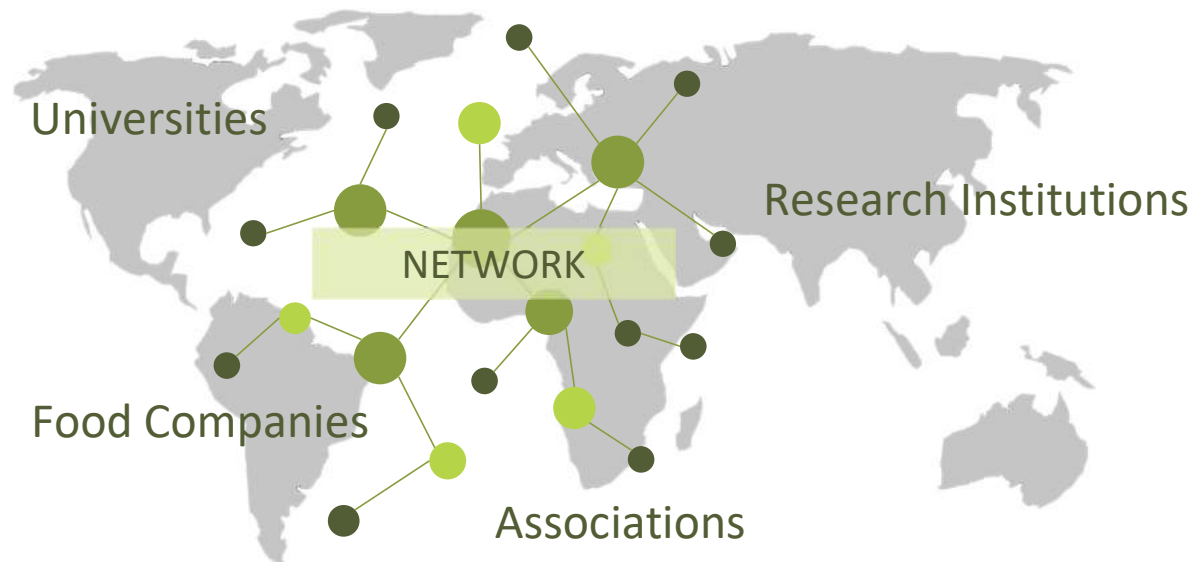 Universities
Research Institutions
NETWORK
Food Companies
Associations